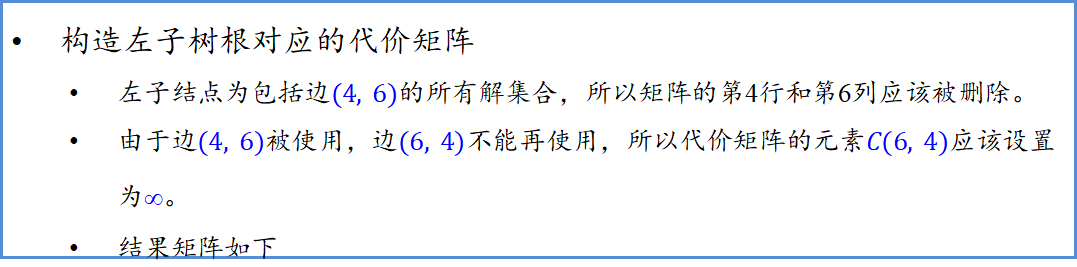 • 构造左子树根对应的代价矩阵
• 左子结点为包括边(4, 6)的所有解集合，所以矩阵的第4行和第6列应该被删除。
• 由于边(4, 6)被使用，边(6, 4)不能再使用，所以代价矩阵的元素C(6, 4)应该设置
为∞。
• 结果矩阵如下